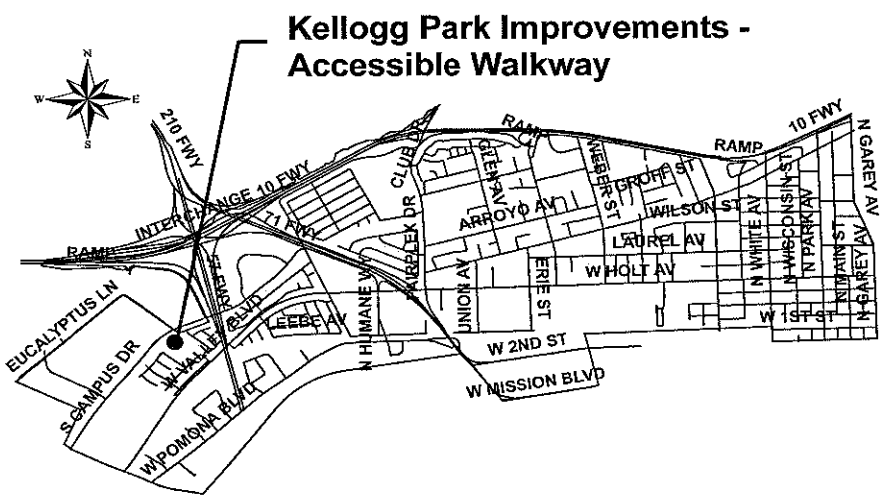 Kellogg Park Improvements -
Accessible Walkway
N
W
E
S
210 FWY
INTERCHANGE 10 FWY
RAMP
71 FWY
57 FWY
CLUB DR
FAIRPLEX DR
RAMP
GLEN AV
WEBER ST
GROFF ST
RAMP
10 FWY
N GAREY AV
ARROYO AV
WILSON ST
LAUREL AV
W HOLT AV
N WHITE AV
N WISCONSIN ST
N PARK AV
N MAIN ST
N GAREY AV
UNION AV
ERIE ST
N HUMANE W
LEEBE AV
W VALLEY BLVD
W 1ST ST
W 2ND ST
W MISSION BLVD
EUCALYPTUS LN
S CAMPUS DR
W POMONA BLVD